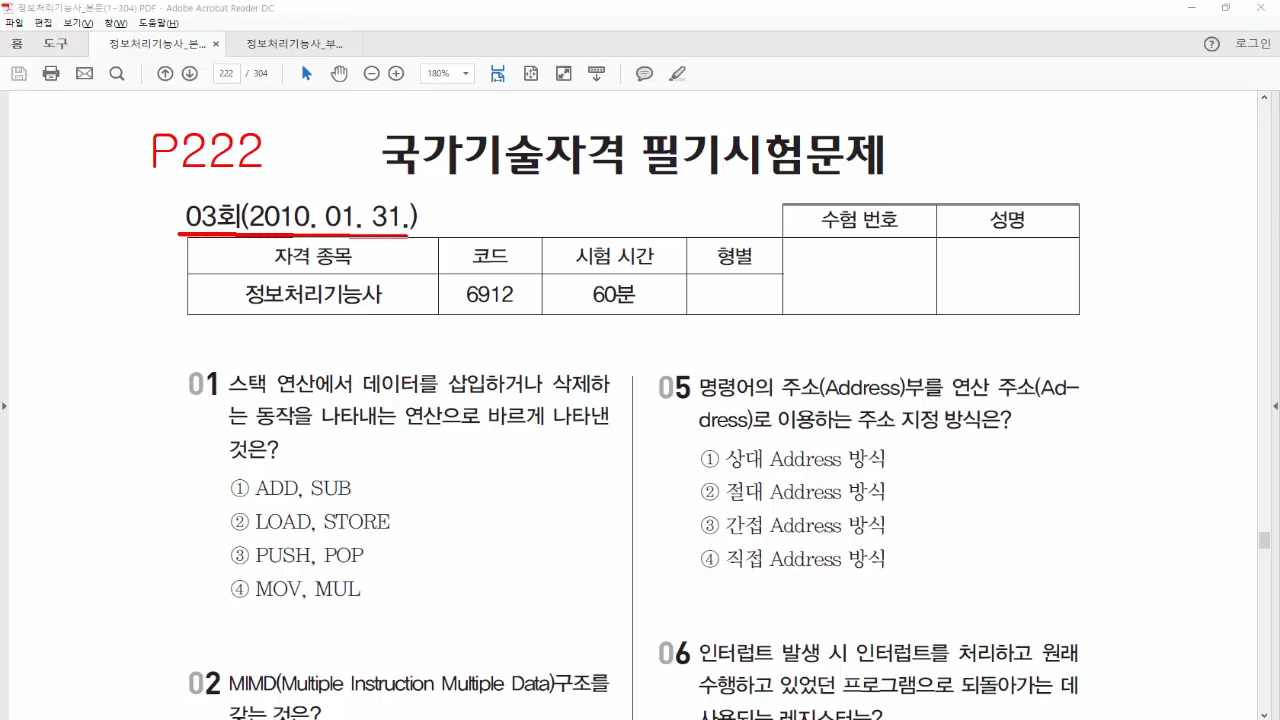 정보처리기능사_본문(1-304).PDF - Adobe Acrobat Reader DC
파일 편집 보기(V) 창(W) 도움말(H)
홈 도구 정보처리기능사_본... × 정보처리기능사_부... 로그인
222 / 304 180%
P222 국가기술자격 필기시험문제
03회(2010. 01. 31.)
수험 번호 성명
자격 종목 코드 시험 시간 형별
정보처리기능사 6912 60분
01 스택 연산에서 데이터를 삽입하거나 삭제하
는 동작을 나타내는 연산으로 바르게 나타낸
것은?
① ADD, SUB
② LOAD, STORE
③ PUSH, POP
④ MOV, MUL
02 MIMD(Multiple Instruction Multiple Data)구조를
갖는 것은?
05 명령어의 주소(Address)부를 연산 주소(Ad-
dress)로 이용하는 주소 지정 방식은?
① 상대 Address 방식
② 절대 Address 방식
③ 간접 Address 방식
④ 직접 Address 방식
06 인터럽트 발생 시 인터럽트를 처리하고 원래
수행하고 있었던 프로그램으로 되돌아가는 데
사용되는 레지스터는?